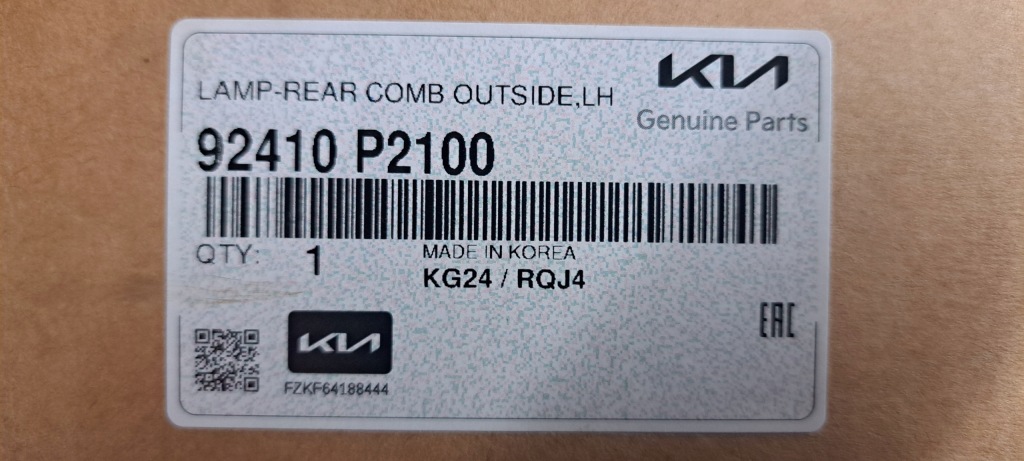 KIA
Genuine Parts
LAMP-REAR COMB OUTSIDE,LH
92410 P2100
QTY: 1
MADE IN KOREA
KG24 / RQJ4
EAC
KIA
FZKF64188444